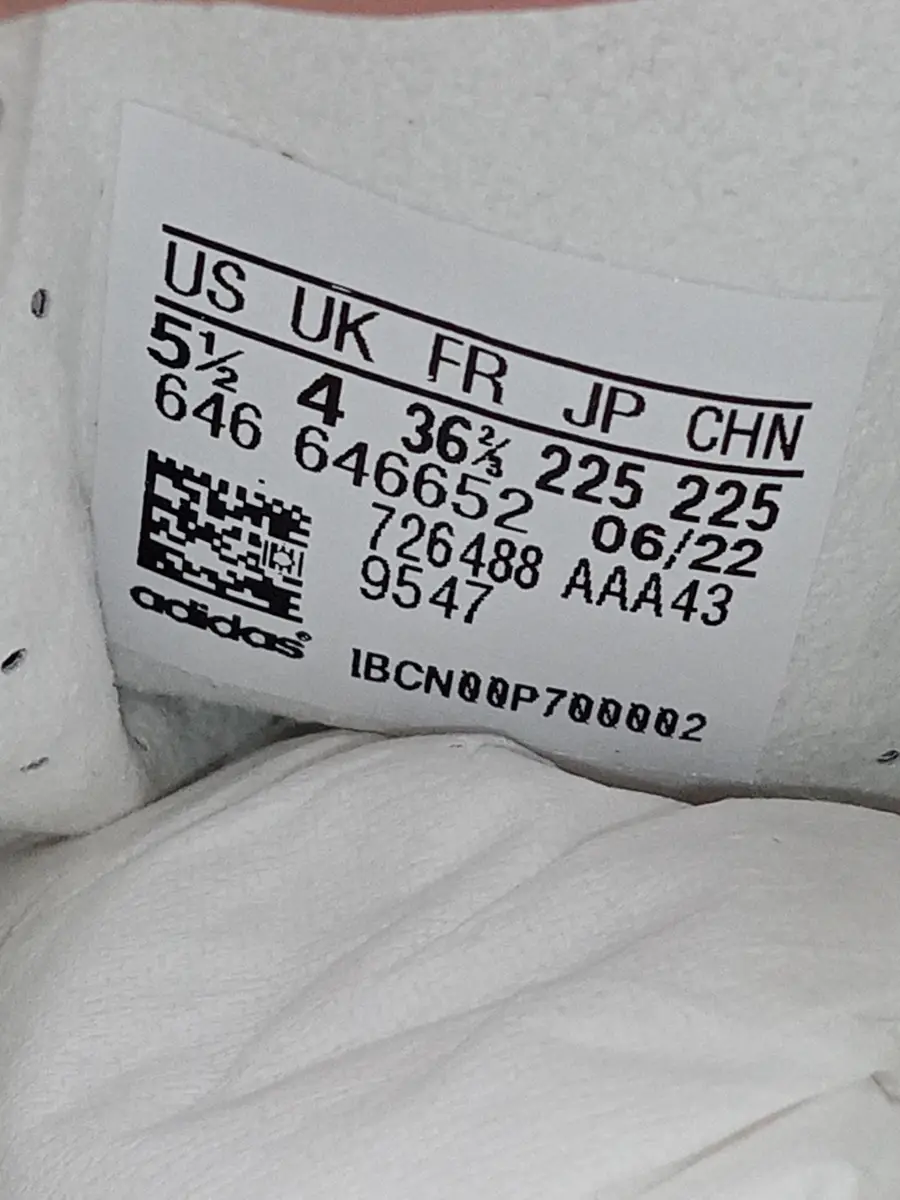 US UK FR JP CHN
5½ 4 36⅔ 225 225
646 646652 06/22
726488 AAA43
9547
adidas®
1BCN00P700002